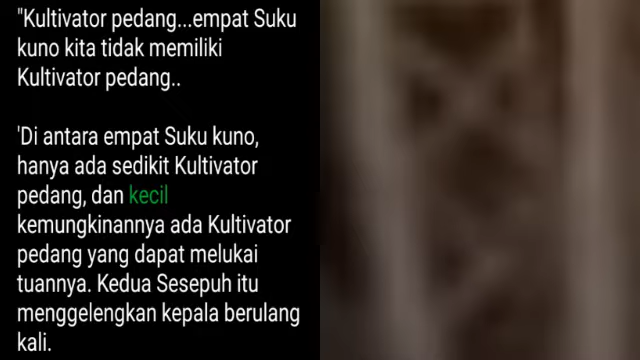 "Kultivator pedang...empat Suku
kuno kita tidak memiliki
Kultivator pedang..
'Di antara empat Suku kuno,
hanya ada sedikit Kultivator
pedang, dan kecil
kemungkinannya ada Kultivator
pedang yang dapat melukai
tuannya. Kedua Sesepuh itu
menggelengkan kepala berulang
kali.